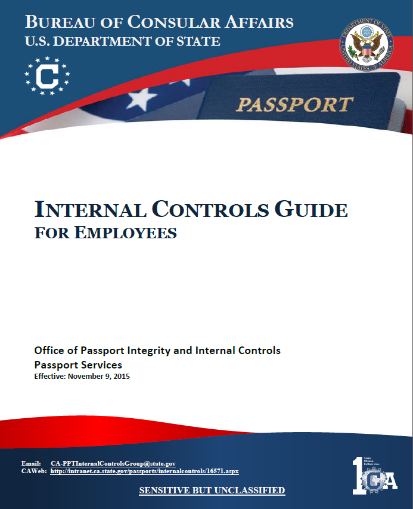 BUREAU OF CONSULAR AFFAIRS
U.S. DEPARTMENT OF STATE
C
PASSPORT
INTERNAL CONTROLS GUIDE
FOR EMPLOYEES
Office of Passport Integrity and Internal Controls
Passport Services
Effective: November 9, 2015
Email: CA-PPTInternalControlsGroup@state.gov
CAWeb: http://intranet.ca.state.gov/passports/internalcontrols/16571.aspx
1CA
SENSITIVE BUT UNCLASSIFIED